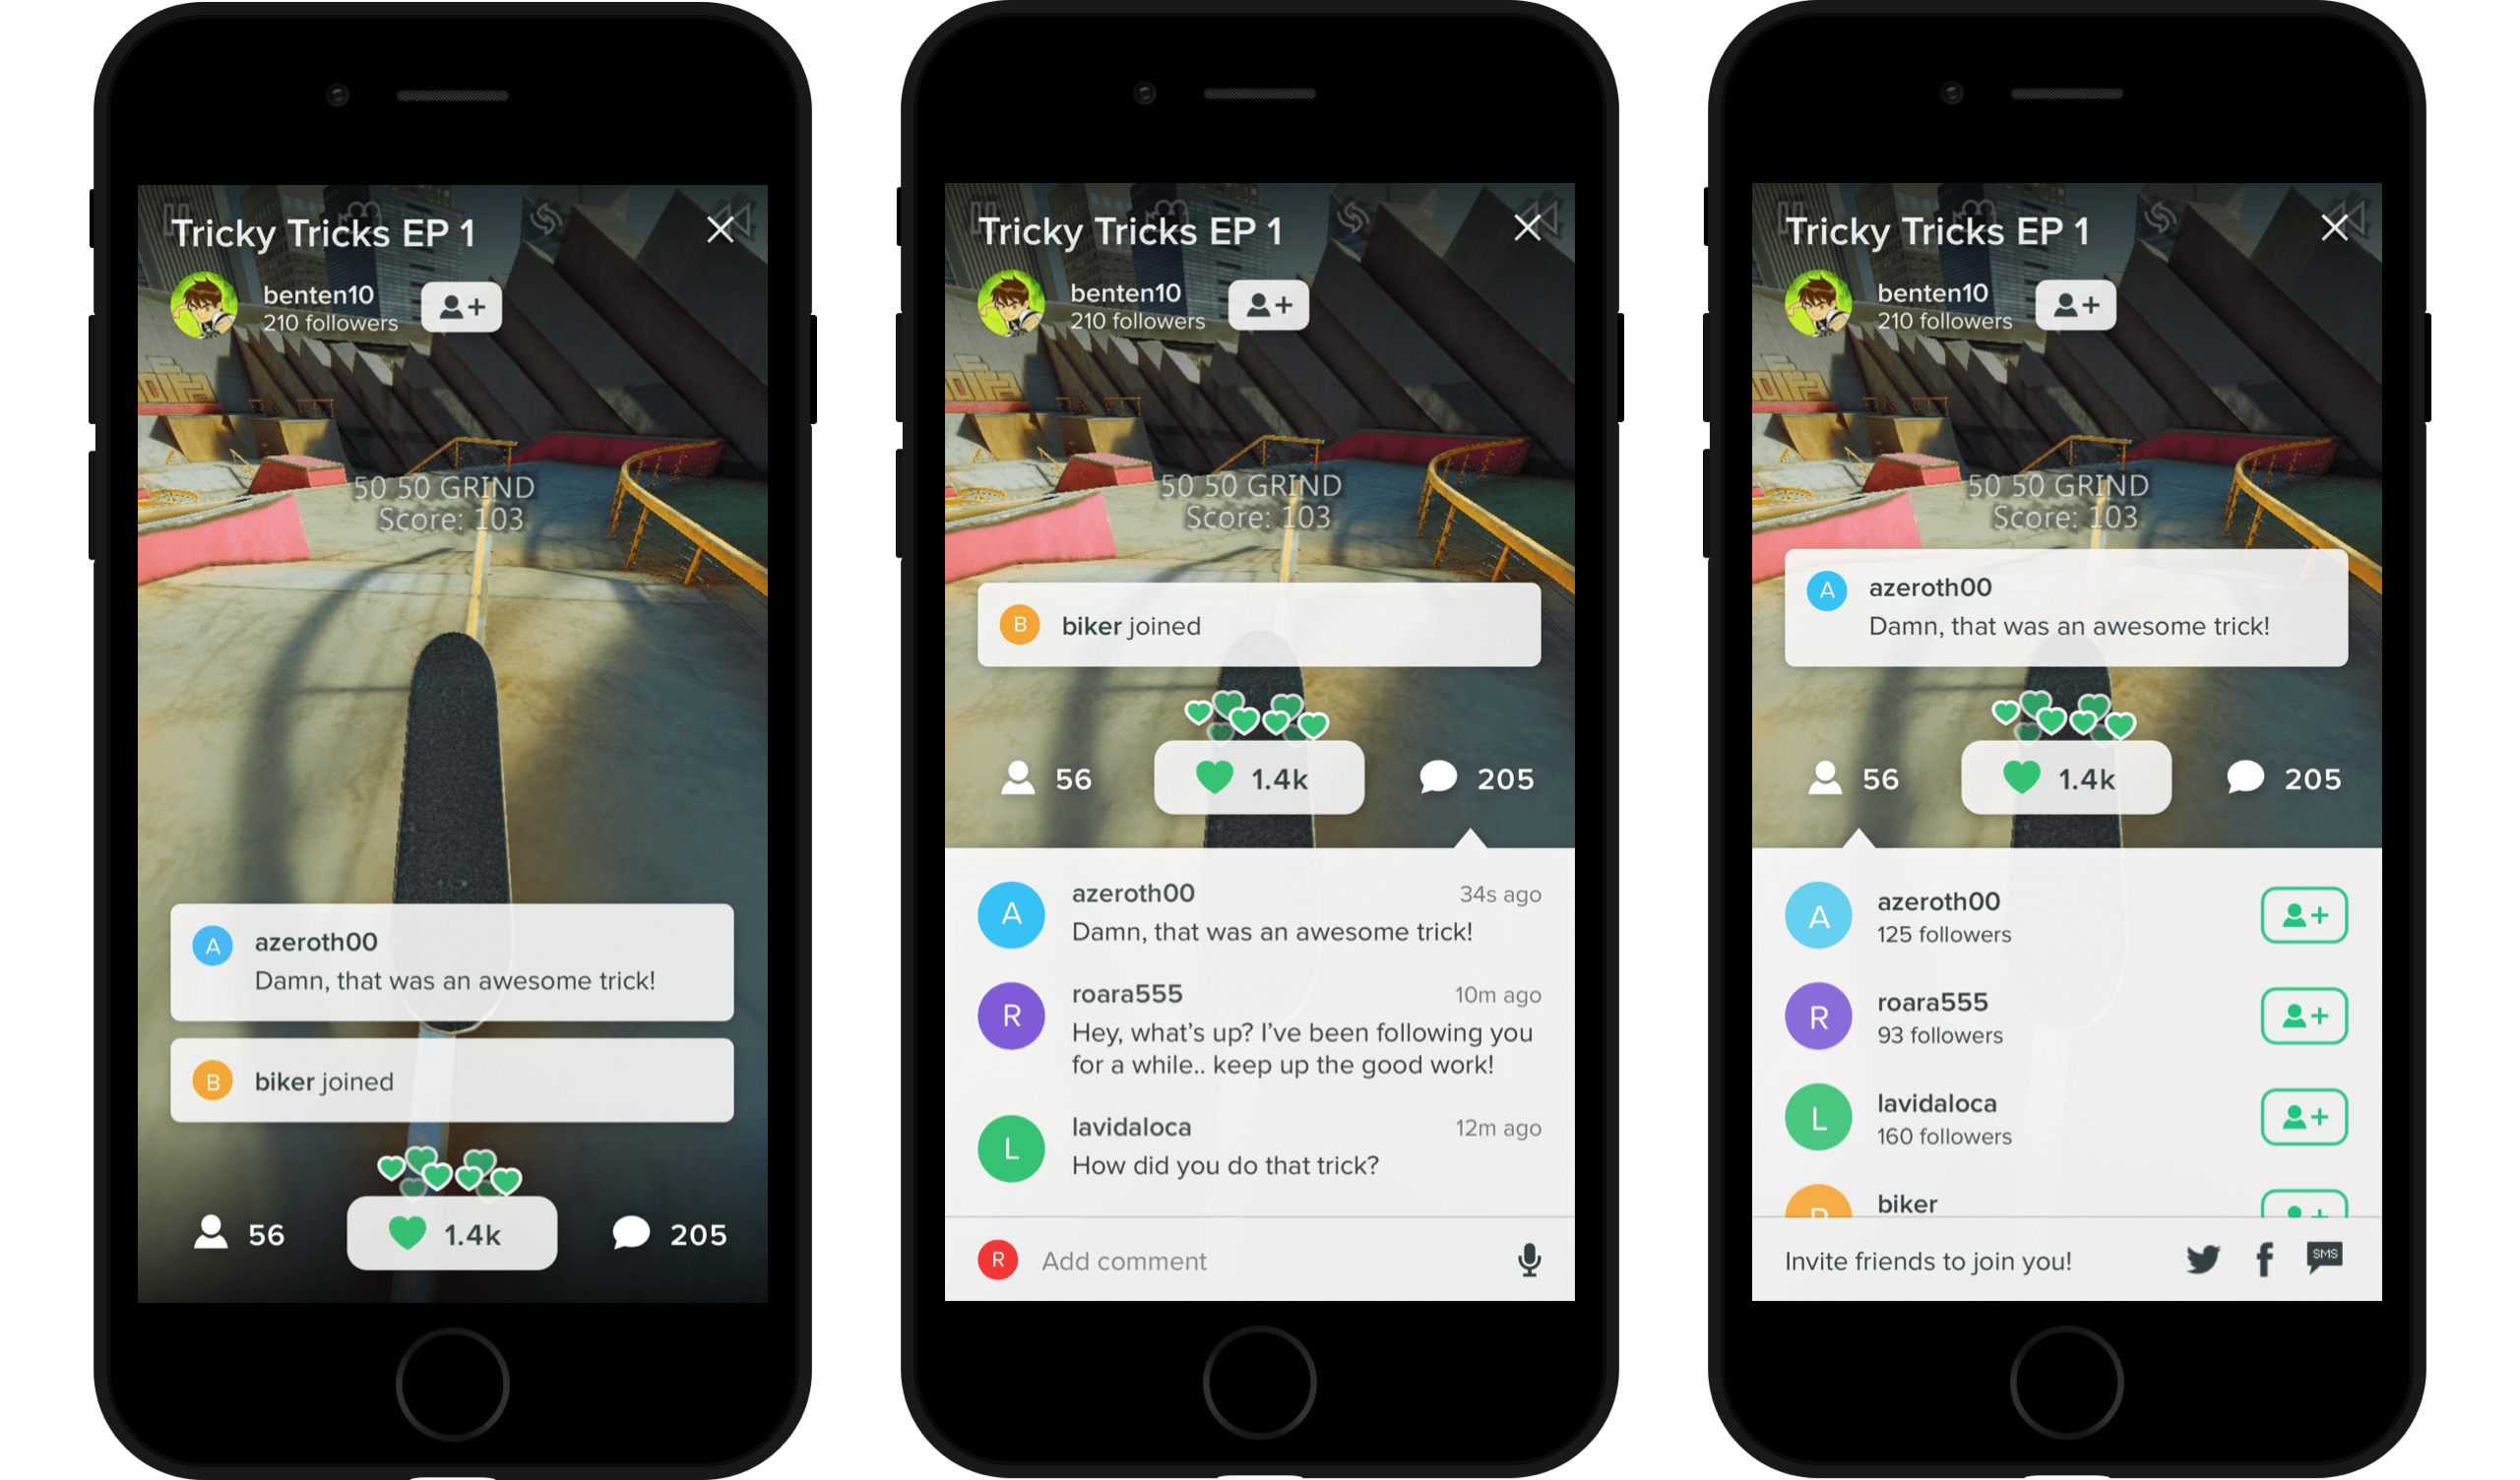 Tricky Tricks EP 1
benten10
210 followers
50 50 GRIND
Score: 103
A
azeroth00
Damn, that was an awesome trick!
B
biker joined
56
1.4k
205
Tricky Tricks EP 1
benten10
210 followers
50 50 GRIND
Score: 103
B
biker joined
56
1.4k
205
A
azeroth00
34s ago
Damn, that was an awesome trick!
R
roara555
10m ago
Hey, what’s up? I’ve been following you
for a while.. keep up the good work!
L
lavidaloca
12m ago
How did you do that trick?
R
Add comment
Tricky Tricks EP 1
benten10
210 followers
50 50 GRIND
Score: 103
A
azeroth00
Damn, that was an awesome trick!
56
1.4k
205
A
azeroth00
125 followers
R
roara555
93 followers
L
lavidaloca
160 followers
B
biker
Invite friends to join you!
SMS